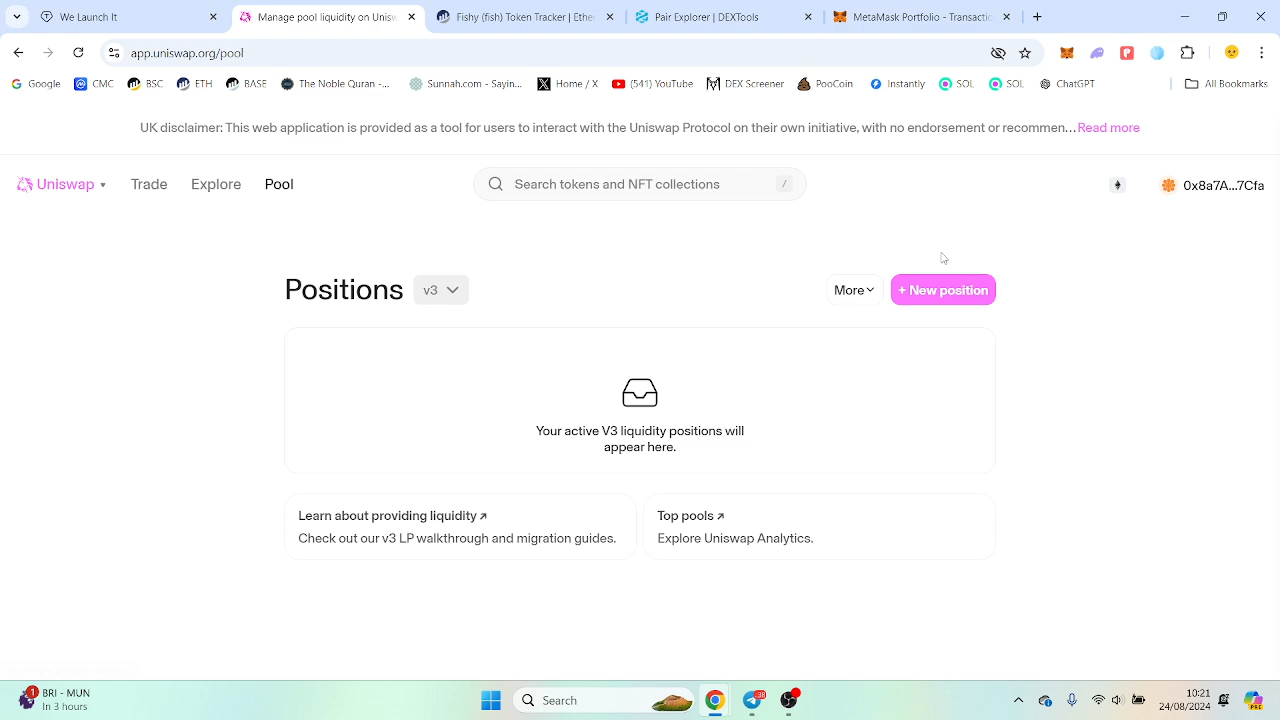 We Launch It
Manage pool liquidity on Unisw
Fishy (fish) Token Tracker | Ethe
Pair Explorer | DEXTools
MetaMask Portfolio - Transactic
app.uniswap.org/pool
Google
CMC
BSC
ETH
BASE
The Noble Quran -...
Sunnah.com - Sayin...
Home / X
(541) YouTube
DEX Screener
PooCoin
Instantly
SOL
SOL
ChatGPT
All Bookmarks
UK disclaimer: This web application is provided as a tool for users to interact with the Uniswap Protocol on their own initiative, with no endorsement or recommen... Read more
Uniswap
Trade
Explore
Pool
Search tokens and NFT collections
/
0x8a7A...7Cfa
Positions
v3
More
+ New position
Your active V3 liquidity positions will
appear here.
Learn about providing liquidity ↗
Check out our v3 LP walkthrough and migration guides.
Top pools ↗
Explore Uniswap Analytics.
1
BRI - MUN
In 3 hours
Search
38
10:21
24/08/2024